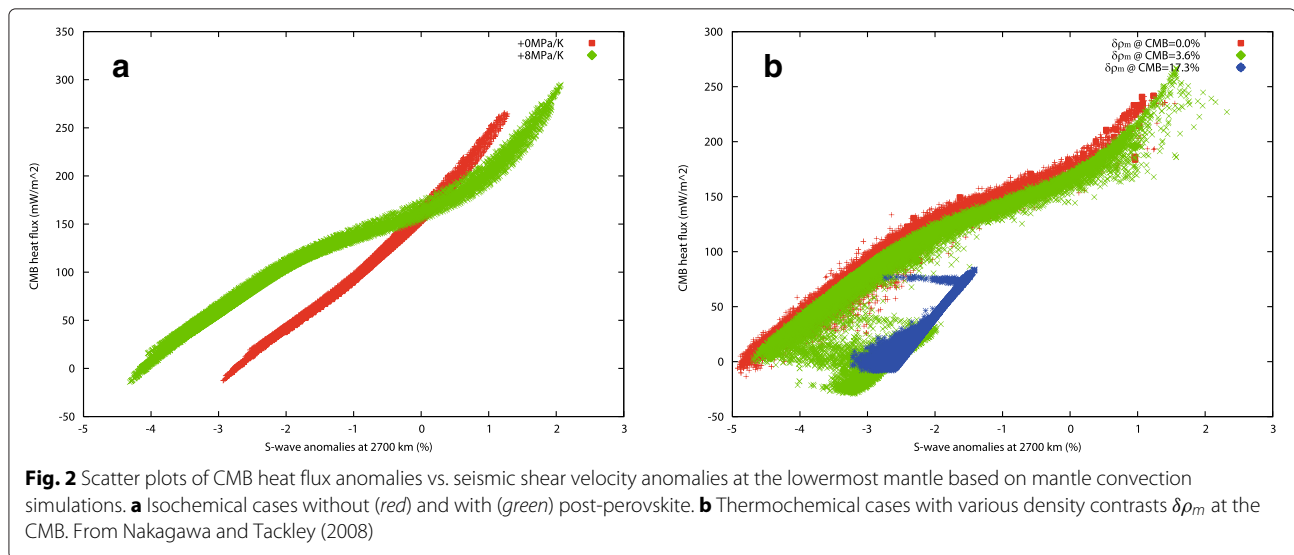 a
+0MPa/K
+8MPa/K
350
300
250
200
150
100
50
0
-50
CMB heat flux (mW/m^2)
-5 -4 -3 -2 -1 0 1 2 3
S-wave anomalies at 2700 km (%)
b
δρm @ CMB=0.0%
δρm @ CMB=3.6%
δρm @ CMB=17.3%
300
250
200
150
100
50
0
-50
CMB heat flux (mW/m^2)
-5 -4 -3 -2 -1 0 1 2 3
S-wave anomalies at 2700 km (%)
Fig. 2 Scatter plots of CMB heat flux anomalies vs. seismic shear velocity anomalies at the lowermost mantle based on mantle convection
simulations. a Isochemical cases without (red) and with (green) post-perovskite. b Thermochemical cases with various density contrasts δρm at the
CMB. From Nakagawa and Tackley (2008)